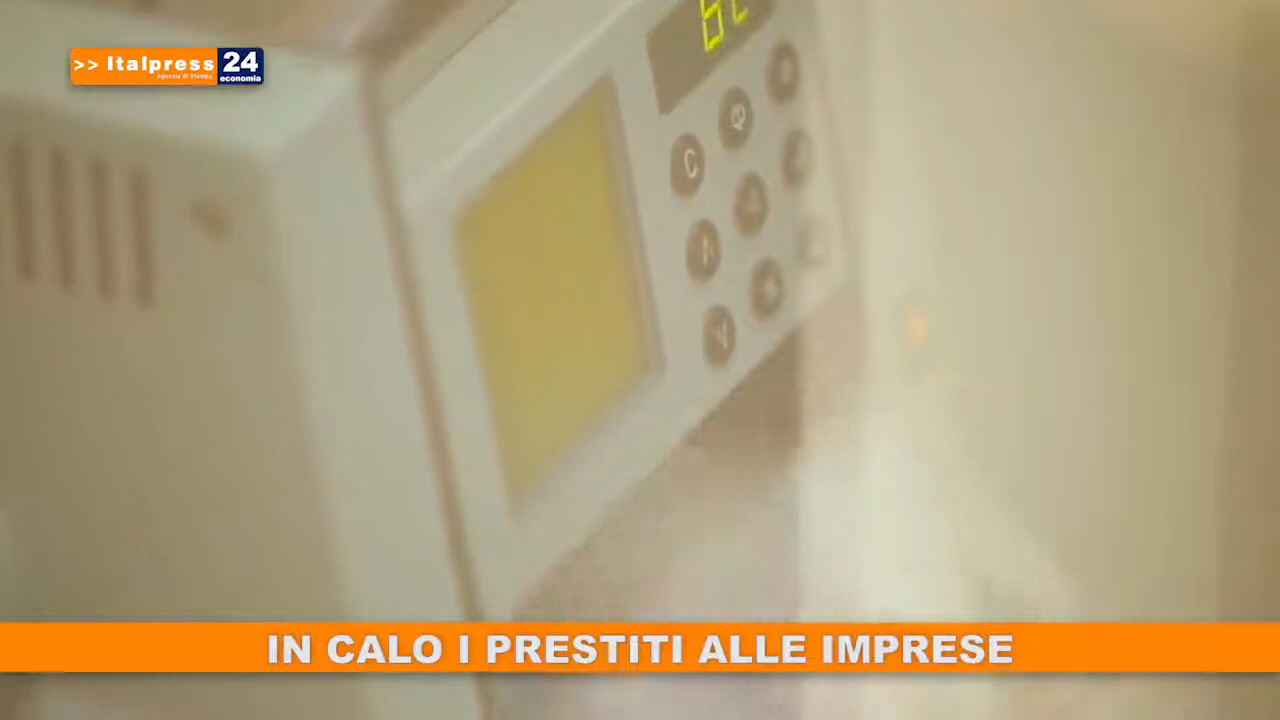 >> Italpress
24
Agenzia di Stampa
economia
C
IN CALO I PRESTITI ALLE IMPRESE